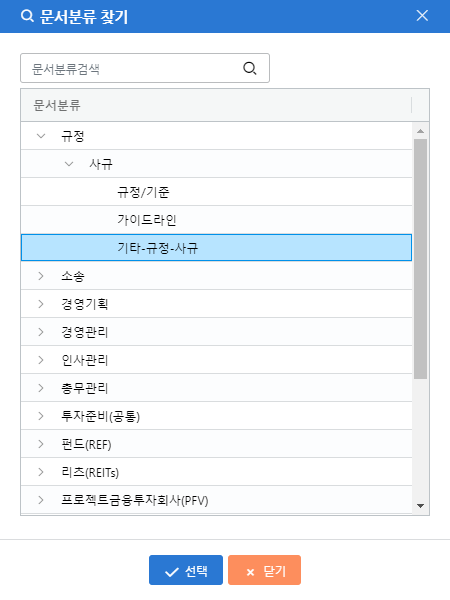 문서분류 찾기
문서분류검색
문서분류
규정
사규
규정/기준
가이드라인
기타-규정-사규
소송
경영기획
경영관리
인사관리
총무관리
투자준비(공통)
펀드(REF)
리츠(REITs)
프로젝트금융투자회사(PFV)
선택 닫기